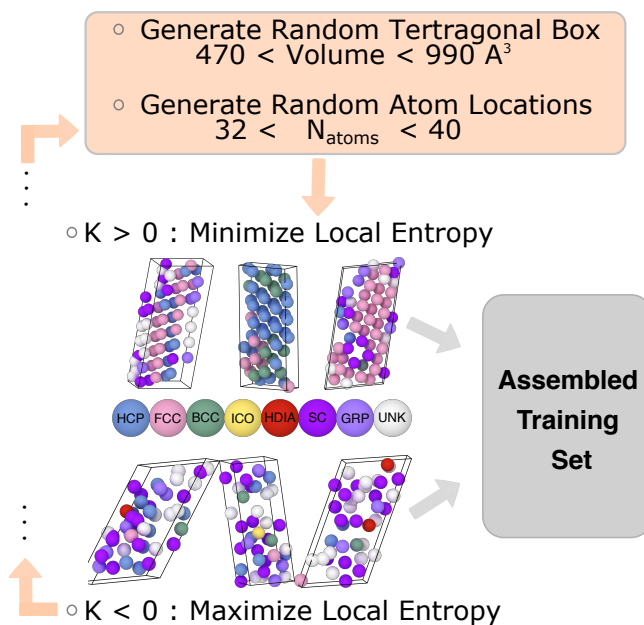 ○ Generate Random Tertragonal Box
470 < Volume < 990 A³
○ Generate Random Atom Locations
32 < N_atoms < 40
○ K > 0 : Minimize Local Entropy
HCP FCC BCC ICO HDIA SC GRP UNK
Assembled
Training
Set
○ K < 0 : Maximize Local Entropy